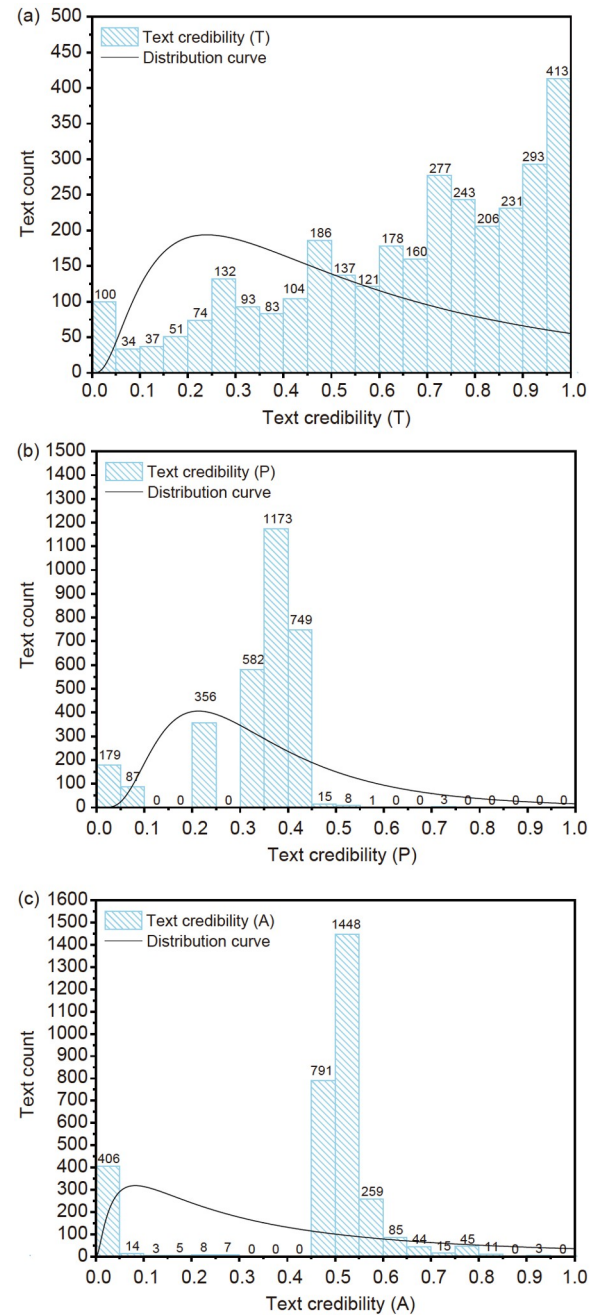 (a)
500
450
400
350
300
250
200
150
100
50
0
Text count
Text credibility (T)
Distribution curve
100 34 37 51 74 132 93 83 104 186 137 121 178 160 277 243 206 231 293 413
0.0 0.1 0.2 0.3 0.4 0.5 0.6 0.7 0.8 0.9 1.0
Text credibility (T)
(b)
1500
1400
1300
1200
1100
1000
900
800
700
600
500
400
300
200
100
0
Text count
Text credibility (P)
Distribution curve
179 87 0 0 356 0 582 1173 749 15 8 1 0 0 3 0 0 0 0 0
0.0 0.1 0.2 0.3 0.4 0.5 0.6 0.7 0.8 0.9 1.0
Text credibility (P)
(c)
1600
1500
1400
1300
1200
1100
1000
900
800
700
600
500
400
300
200
100
0
Text count
Text credibility (A)
Distribution curve
406 14 3 5 8 7 0 0 0 791 1448 259 85 44 15 45 11 0 3 0
0.0 0.1 0.2 0.3 0.4 0.5 0.6 0.7 0.8 0.9 1.0
Text credibility (A)